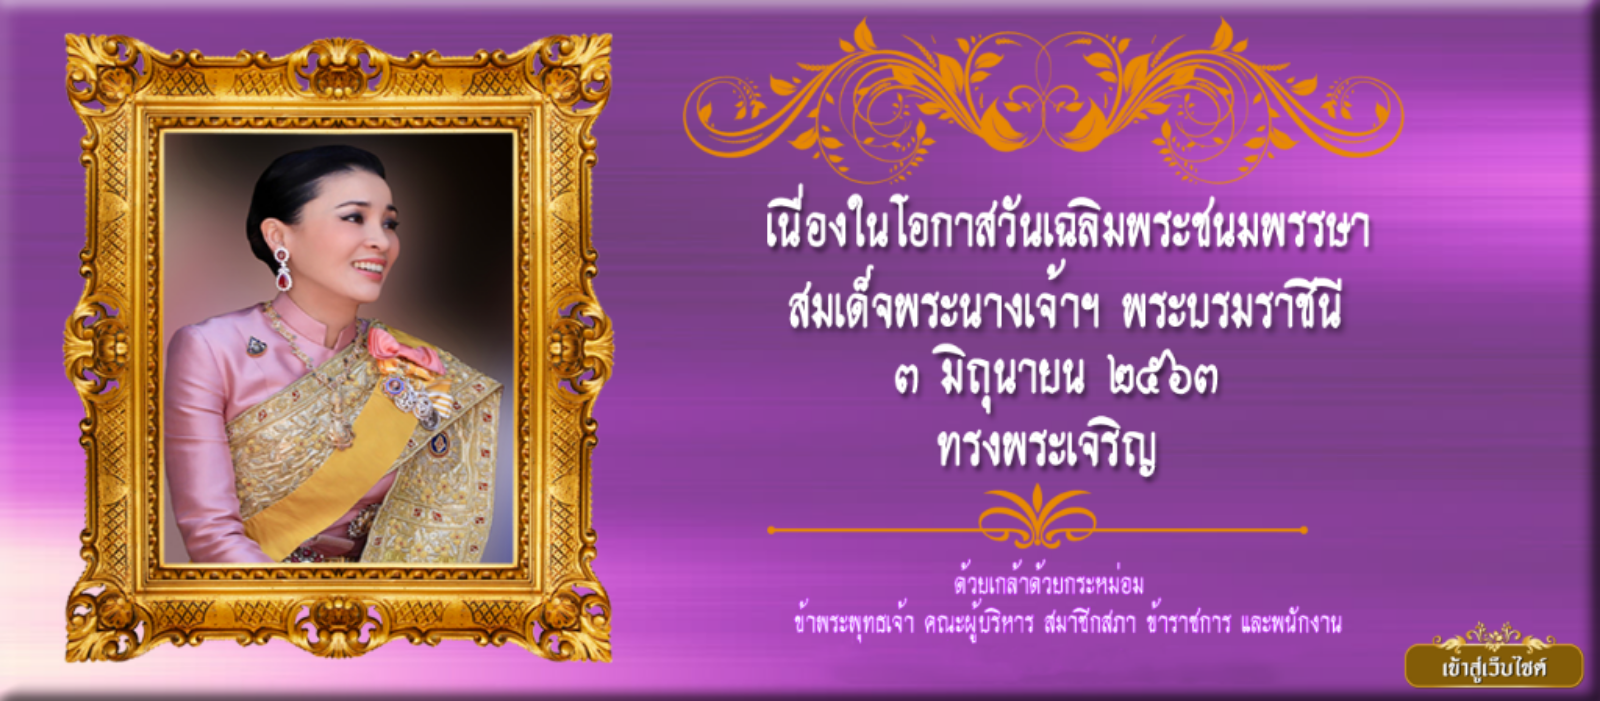 เนื่องในโอกาสวันเฉลิมพระชนมพรรษา
สมเด็จพระนางเจ้าฯ พระบรมราชินี
๓ มิถุนายน ๒๕๖๓
ทรงพระเจริญ
ด้วยเกล้าด้วยกระหม่อม
ข้าพระพุทธเจ้า คณะผู้บริหาร สมาชิกสภา ข้าราชการ และพนักงาน
เข้าสู่เว็บไซต์